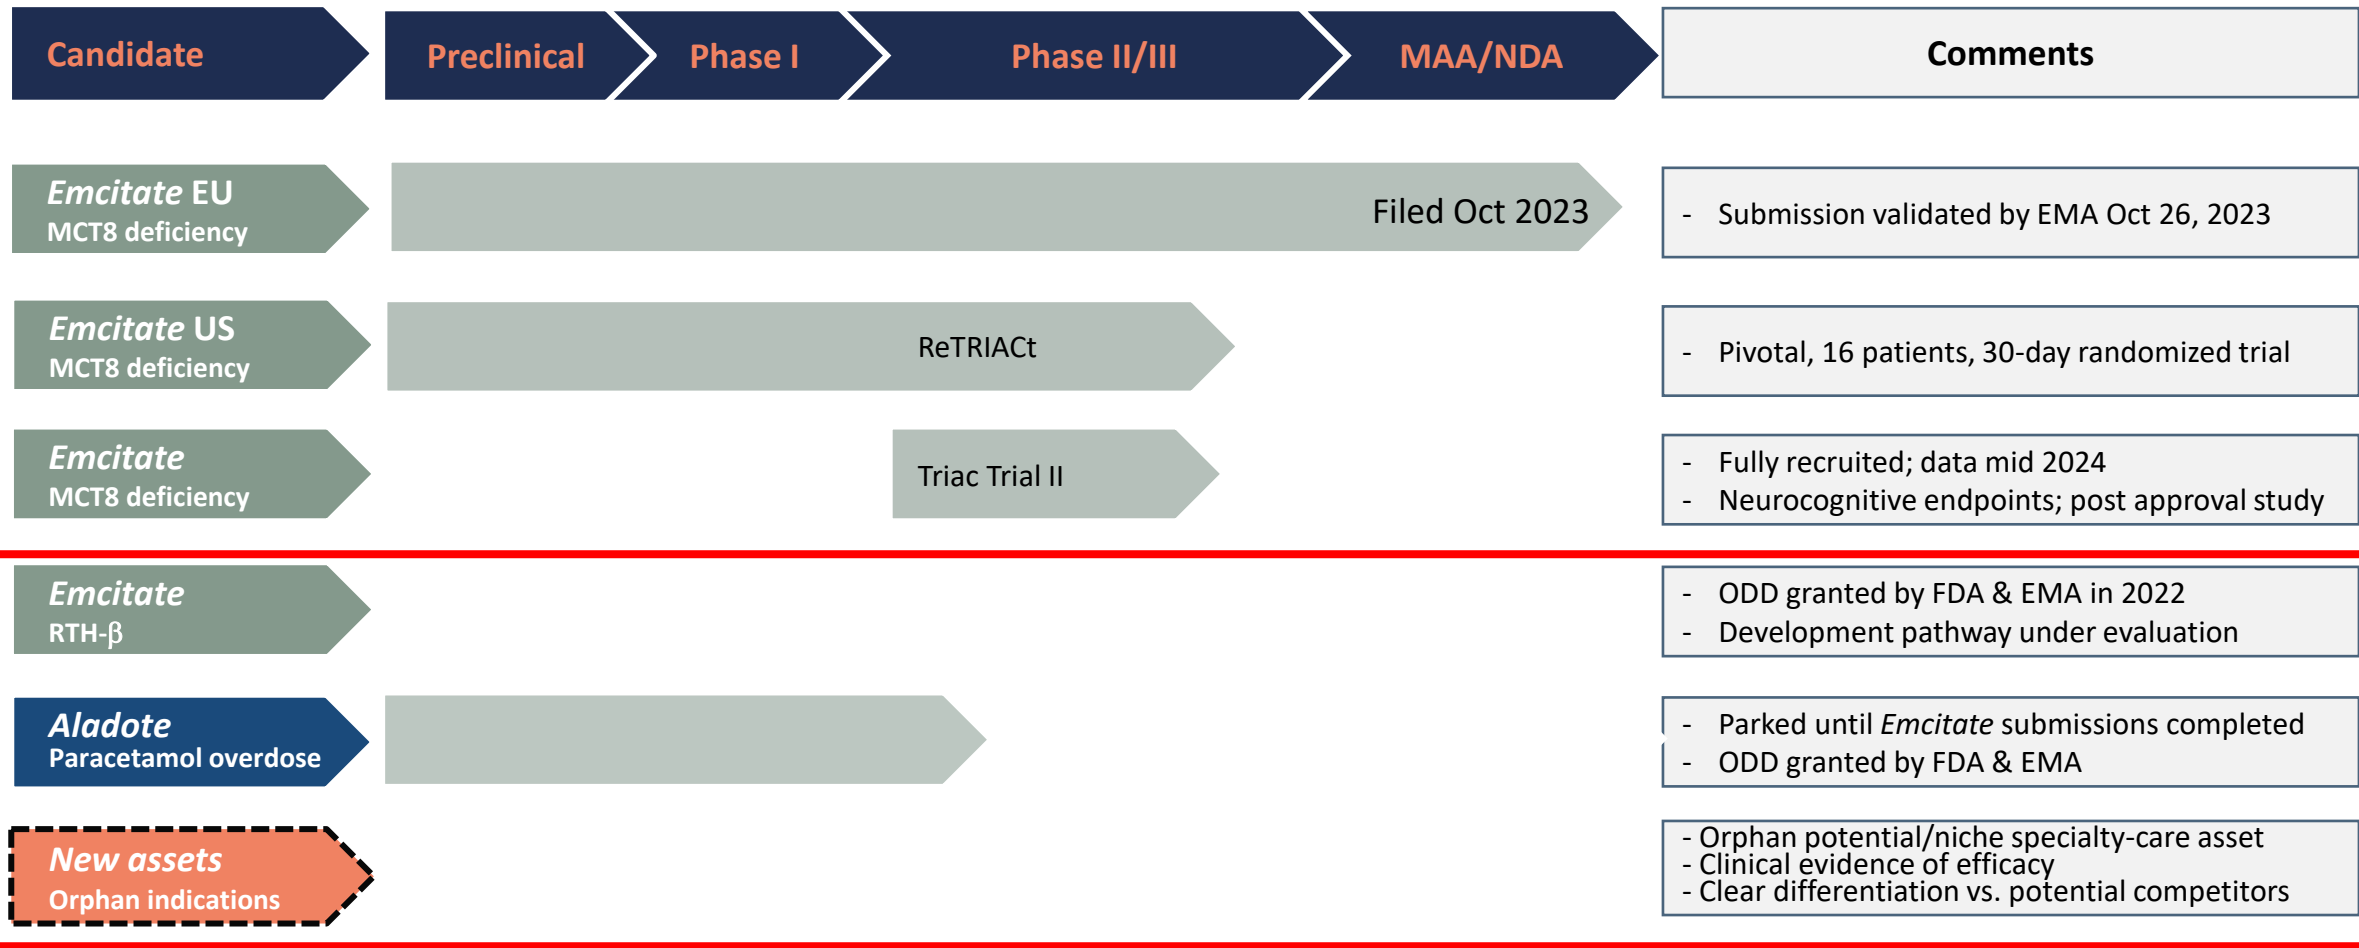 Candidate
Preclinical
Phase I
Phase II/III
MAA/NDA
Comments
Emcitate EU
MCT8 deficiency
Filed Oct 2023
- Submission validated by EMA Oct 26, 2023
Emcitate US
MCT8 deficiency
ReTRIACt
- Pivotal, 16 patients, 30-day randomized trial
Emcitate
MCT8 deficiency
Triac Trial II
- Fully recruited; data mid 2024
- Neurocognitive endpoints; post approval study
Emcitate
RTH-β
- ODD granted by FDA & EMA in 2022
- Development pathway under evaluation
Aladote
Paracetamol overdose
- Parked until Emcitate submissions completed
- ODD granted by FDA & EMA
New assets
Orphan indications
- Orphan potential/niche specialty-care asset
- Clinical evidence of efficacy
- Clear differentiation vs. potential competitors